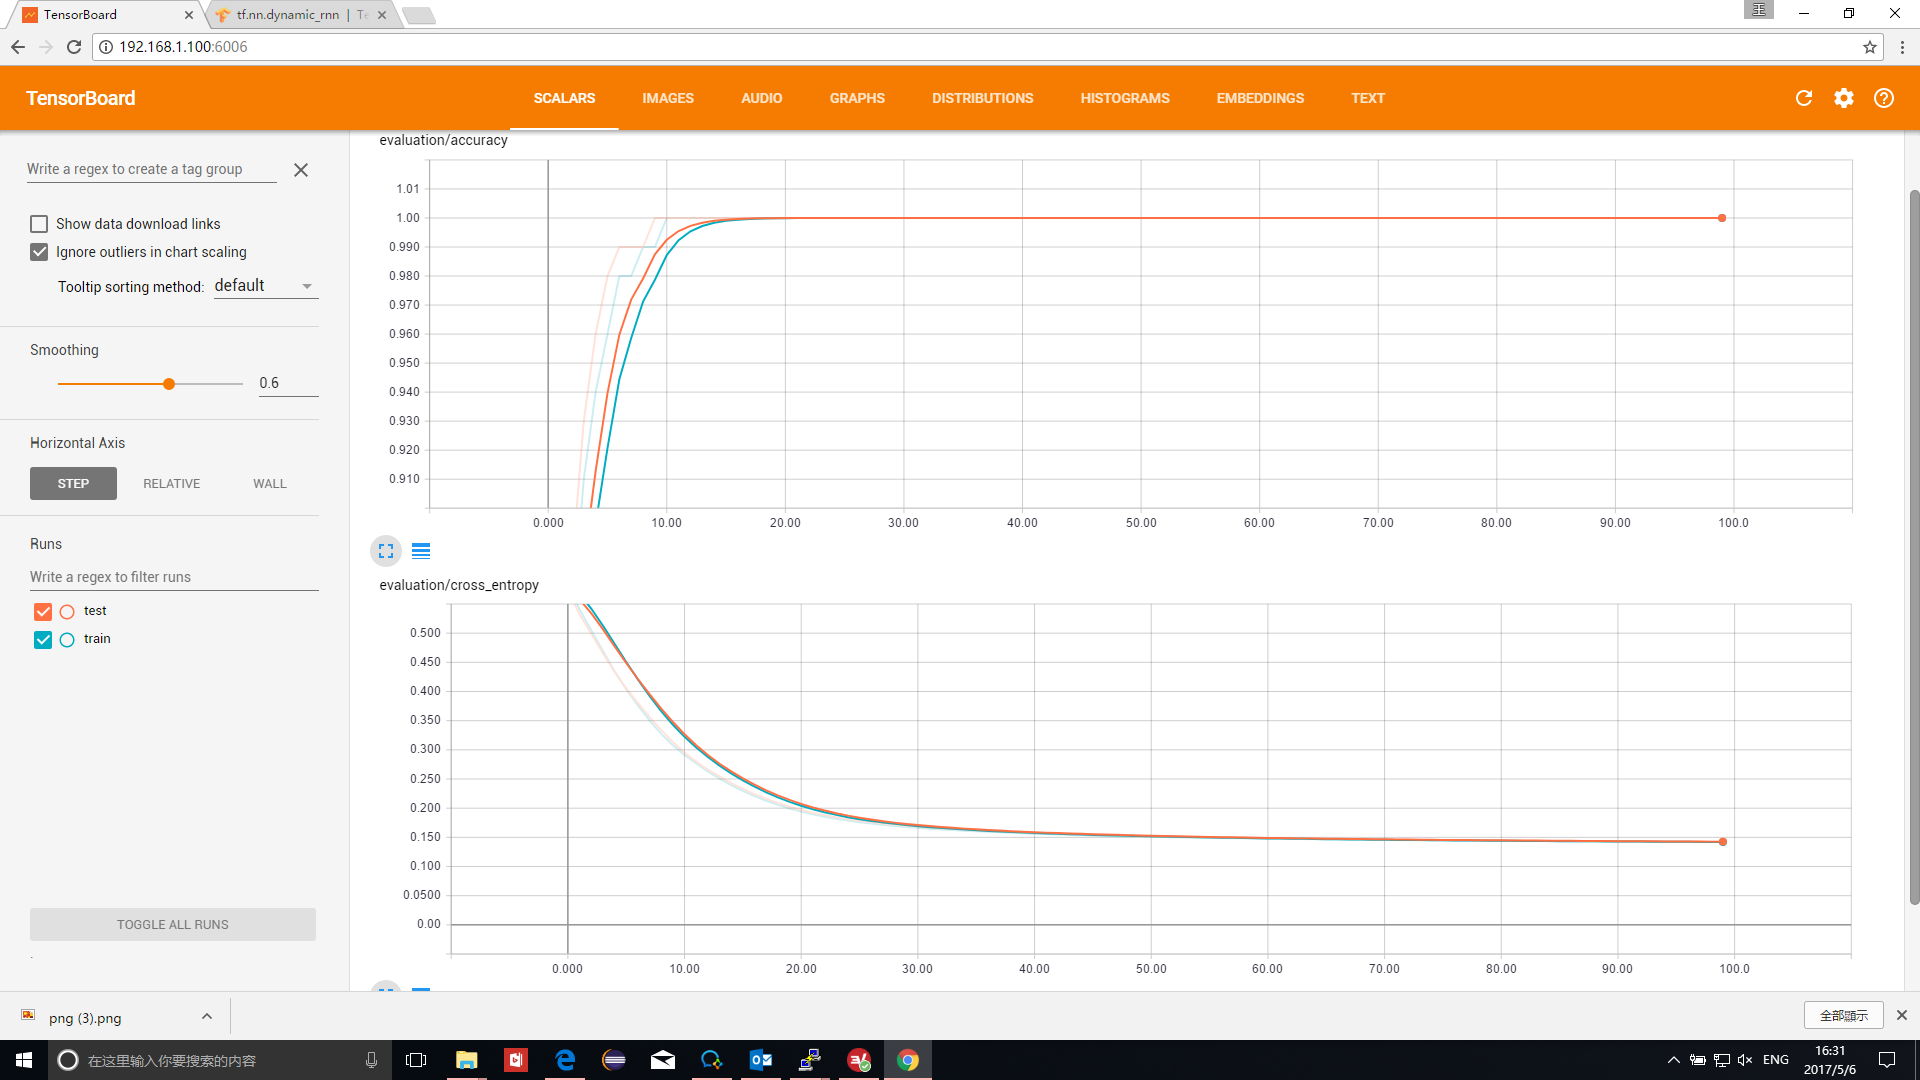 TensorBoard
tf.nn.dynamic_rnn | Te
王
192.168.1.100:6006
TensorBoard
SCALARS
IMAGES
AUDIO
GRAPHS
DISTRIBUTIONS
HISTOGRAMS
EMBEDDINGS
TEXT
Write a regex to create a tag group
Show data download links
Ignore outliers in chart scaling
Tooltip sorting method: default
Smoothing
0.6
Horizontal Axis
STEP
RELATIVE
WALL
Runs
Write a regex to filter runs
test
train
TOGGLE ALL RUNS
.
evaluation/accuracy
1.01
1.00
0.990
0.980
0.970
0.960
0.950
0.940
0.930
0.920
0.910
0.000 10.00 20.00 30.00 40.00 50.00 60.00 70.00 80.00 90.00 100.0
evaluation/cross_entropy
0.500
0.450
0.400
0.350
0.300
0.250
0.200
0.150
0.100
0.0500
0.00
0.000 10.00 20.00 30.00 40.00 50.00 60.00 70.00 80.00 90.00 100.0
png (3).png
全部顯示
在这里输入你要搜索的内容
ENG
16:31
2017/5/6